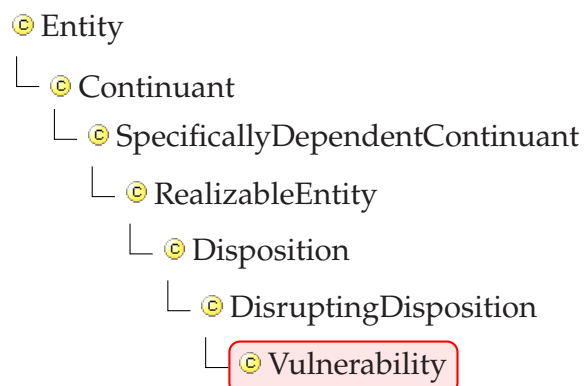 C Entity
C Continuant
C SpecificallyDependentContinuant
C RealizableEntity
C Disposition
C DisruptingDisposition
C Vulnerability